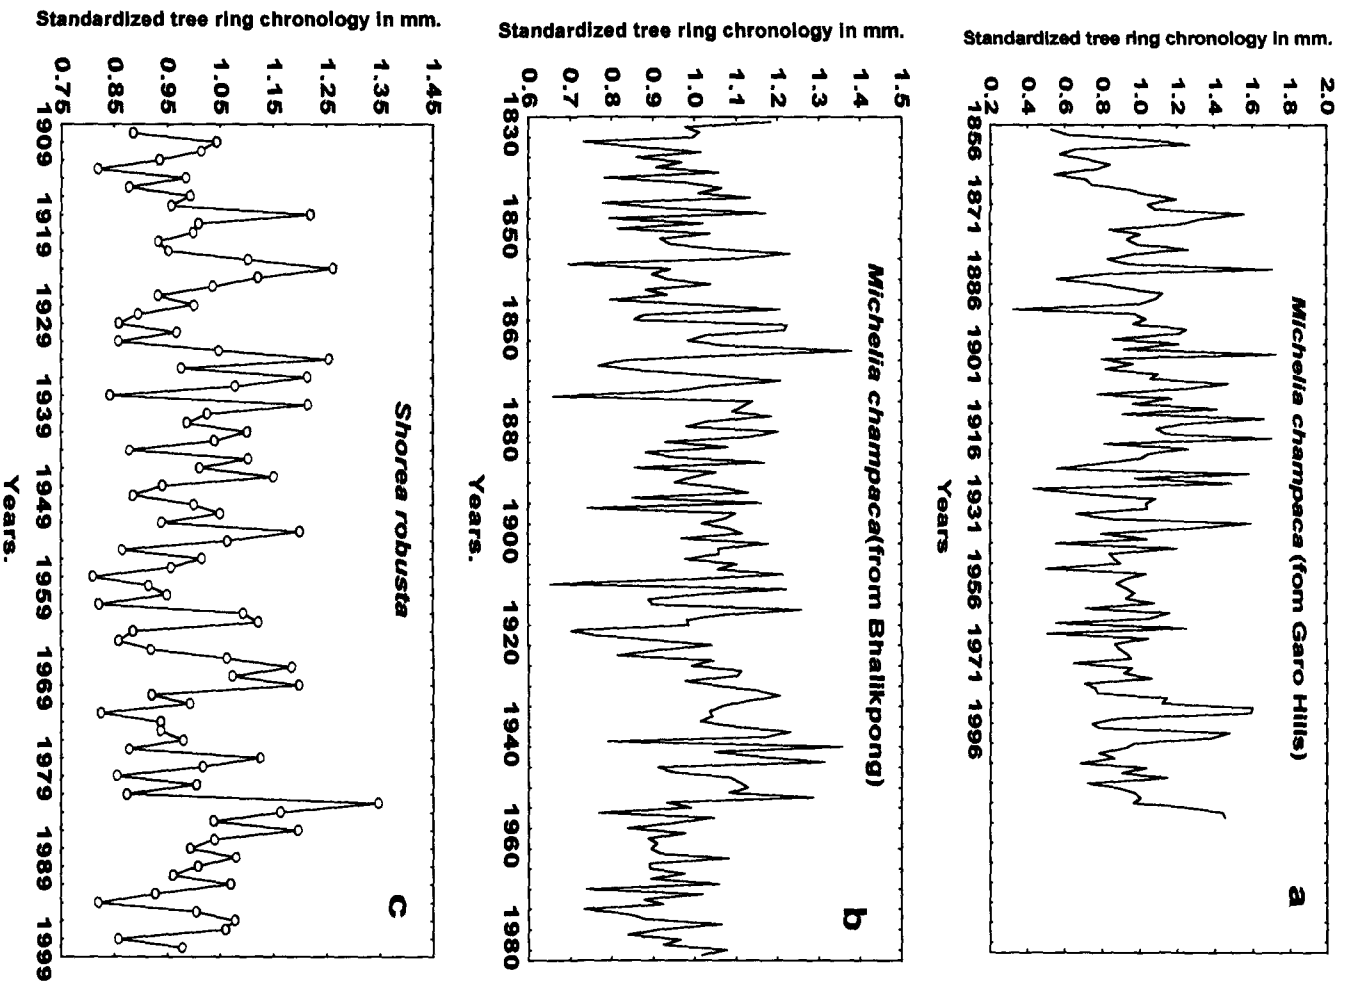 Standardized tree ring chronology in mm.
0.2 0.4 0.6 0.8 1.0 1.2 1.4 1.6 1.8 2.0
1856 1871 1886 1901 1916 1931 1956 1971 1996
Years
Michelia champaca (fom Garo Hills)
a
Standardized tree ring chronology in mm.
0.6 0.7 0.8 0.9 1.0 1.1 1.2 1.3 1.4 1.5
1830 1850 1860 1880 1900 1920 1940 1960 1980
Years.
Michelia champaca(from Bhalikpong)
b
Standardized tree ring chronology in mm.
0.75 0.85 0.95 1.05 1.15 1.25 1.35 1.45
1909 1919 1929 1939 1949 1959 1969 1979 1989 1999
Years.
Shorea robusta
c